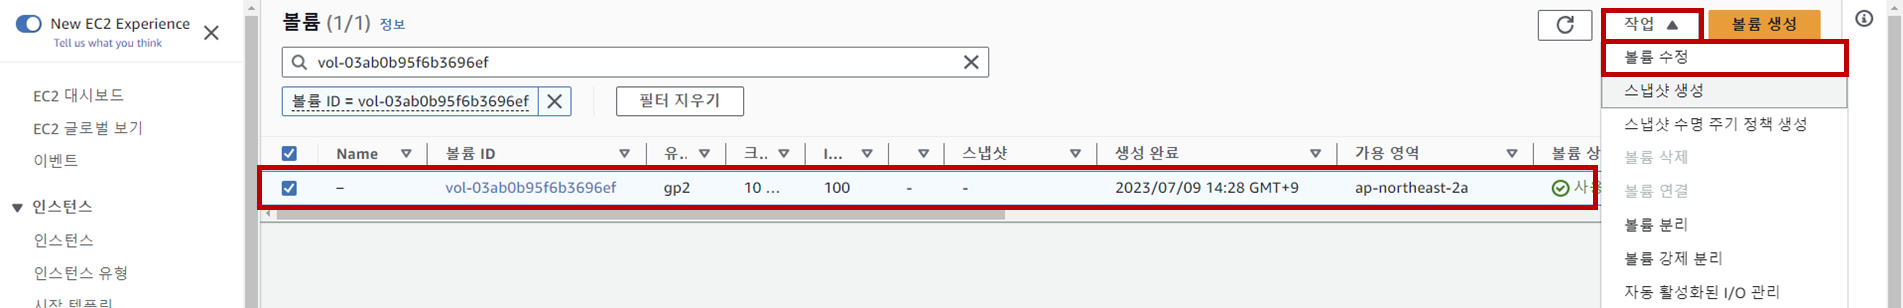 New EC2 Experience
Tell us what you think
EC2 대시보드
EC2 글로벌 보기
이벤트
인스턴스
인스턴스
인스턴스 유형
시작 템플릿
볼륨 (1/1) 정보
작업
볼륨 생성
vol-03ab0b95f6b3696ef
볼륨 ID = vol-03ab0b95f6b3696ef
필터 지우기
Name 볼륨 ID 유.. 크.. I... 스냅샷 생성 완료 가용 영역 볼륨 상
– vol-03ab0b95f6b3696ef gp2 10 ... 100 - - 2023/07/09 14:28 GMT+9 ap-northeast-2a 사용
볼륨 수정
스냅샷 생성
스냅샷 수명 주기 정책 생성
볼륨 삭제
볼륨 연결
볼륨 분리
볼륨 강제 분리
자동 활성화된 I/O 관리